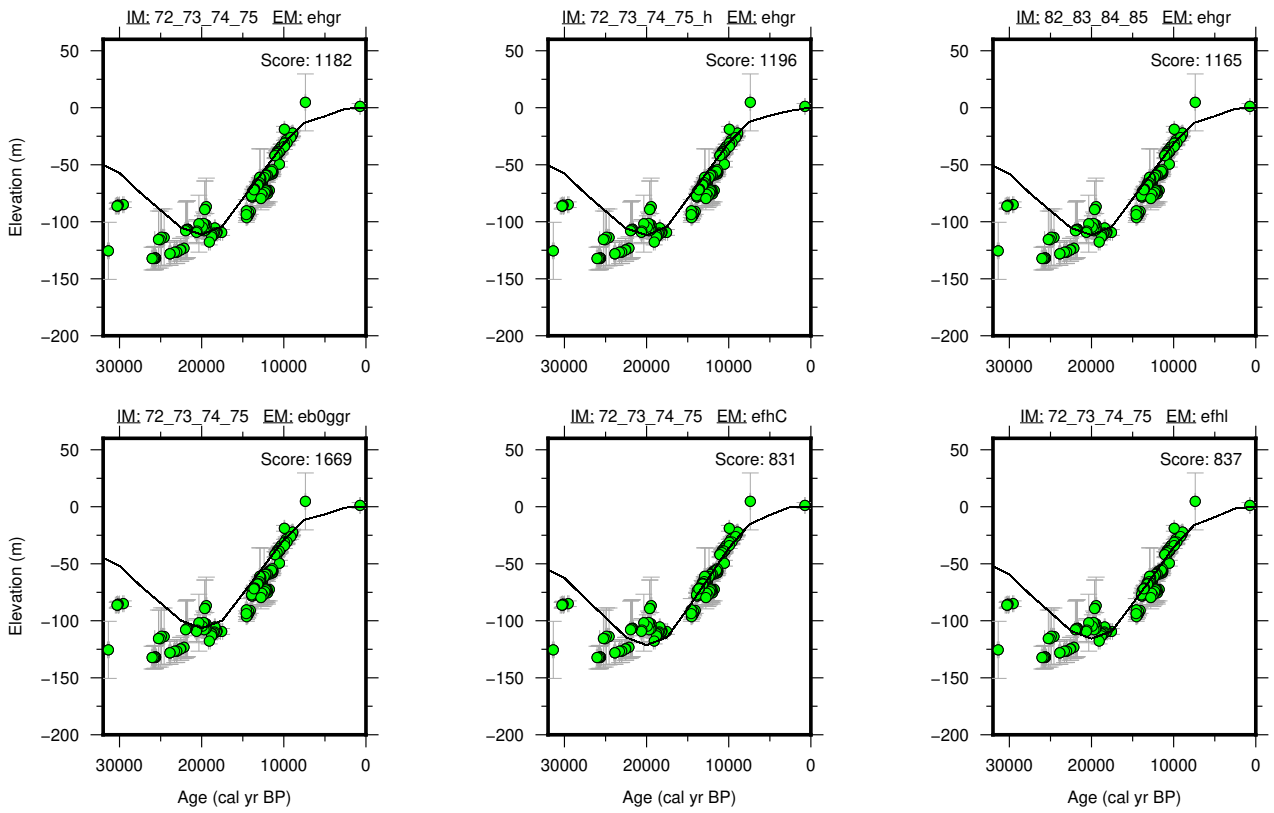 IM: 72_73_74_75 EM: ehgr
IM: 72_73_74_75_h EM: ehgr
IM: 82_83_84_85 EM: ehgr
Score: 1182
Score: 1196
Score: 1165
50
0
−50
−100
−150
−200
50
0
−50
−100
−150
−200
50
0
−50
−100
−150
−200
Elevation (m)
30000 20000 10000 0
30000 20000 10000 0
30000 20000 10000 0
IM: 72_73_74_75 EM: eb0ggr
IM: 72_73_74_75 EM: efhC
IM: 72_73_74_75 EM: efhl
Score: 1669
Score: 831
Score: 837
50
0
−50
−100
−150
−200
50
0
−50
−100
−150
−200
50
0
−50
−100
−150
−200
Elevation (m)
30000 20000 10000 0
30000 20000 10000 0
30000 20000 10000 0
Age (cal yr BP)
Age (cal yr BP)
Age (cal yr BP)